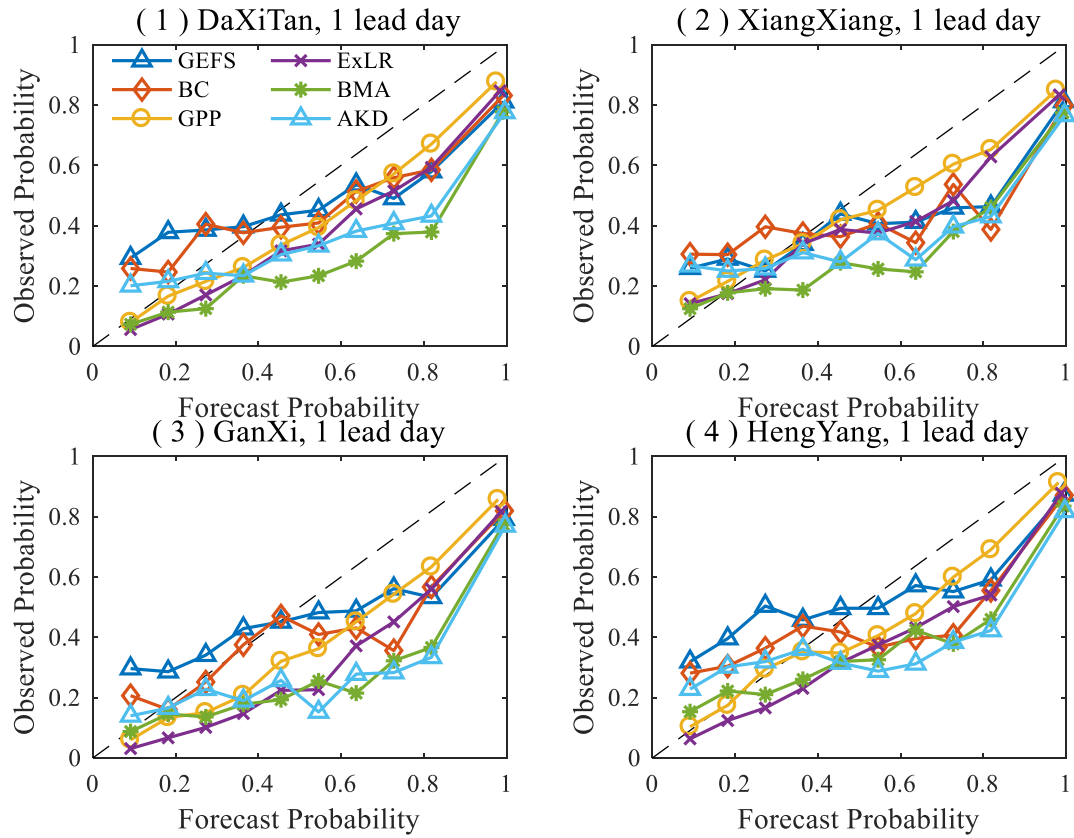 ( 1 ) DaXiTan, 1 lead day
1
0.8
0.6
0.4
0.2
0
Observed Probability
GEFS
BC
GPP
ExLR
BMA
AKD
0 0.2 0.4 0.6 0.8 1
Forecast Probability
( 2 ) XiangXiang, 1 lead day
1
0.8
0.6
0.4
0.2
0
Observed Probability
0 0.2 0.4 0.6 0.8 1
Forecast Probability
( 3 ) GanXi, 1 lead day
1
0.8
0.6
0.4
0.2
0
Observed Probability
0 0.2 0.4 0.6 0.8 1
Forecast Probability
( 4 ) HengYang, 1 lead day
1
0.8
0.6
0.4
0.2
0
Observed Probability
0 0.2 0.4 0.6 0.8 1
Forecast Probability